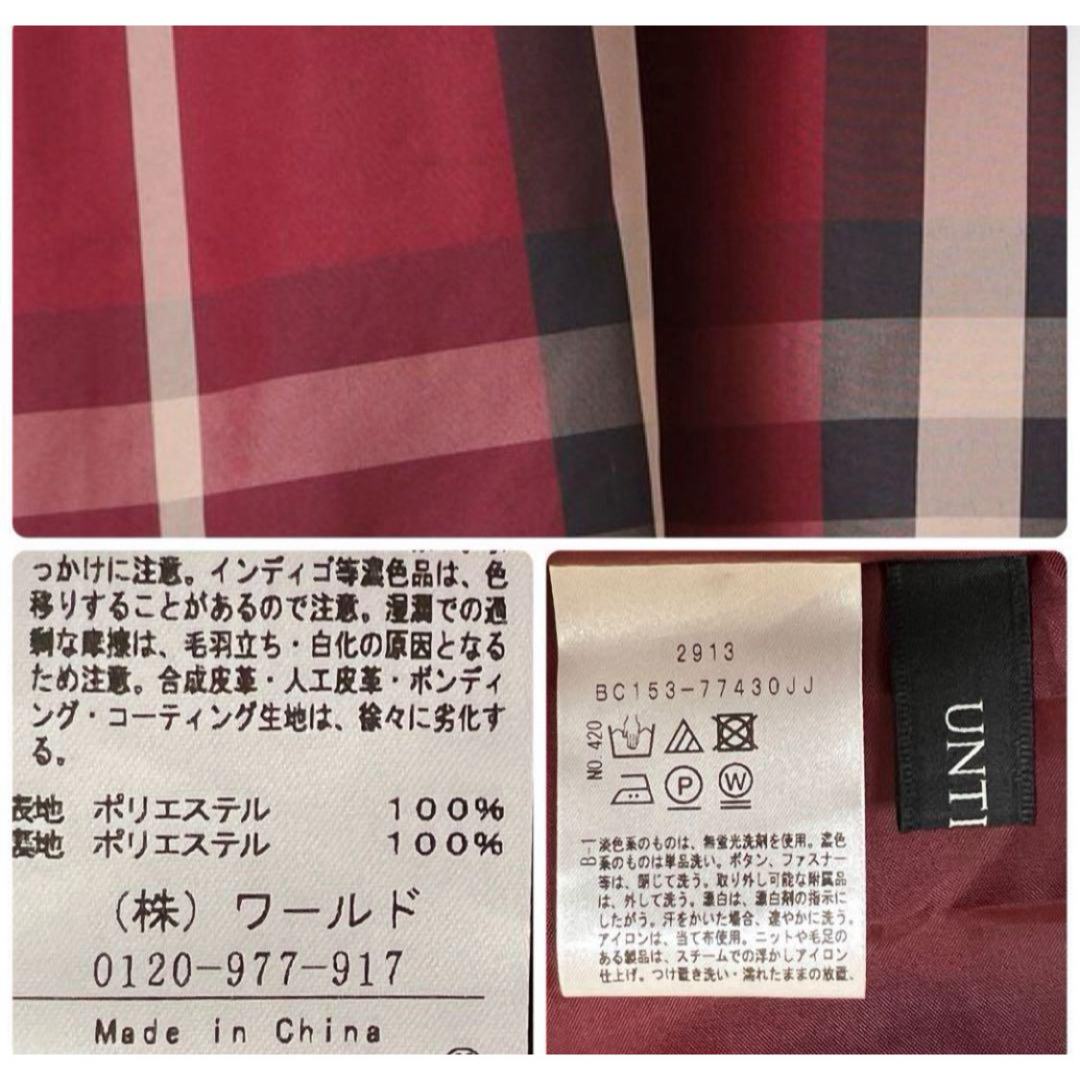 っかけに注意。インディゴ等濃色品は、色
移りすることがあるので注意。湿潤での過
剰な摩擦は、毛羽立ち・白化の原因となる
ため注意。合成皮革・人工皮革・ボンディ
ング・コーティング生地は、徐々に劣化す
る。
表地 ポリエステル 100%
裏地 ポリエステル 100%
(株) ワールド
0120-977-917
Made in China
2913
BC153-77430JJ
NO.420
P W
B-1
淡色系のものは、無蛍光洗剤を使用。濃色
系のものは単品洗い。ボタン、ファスナー
等は、閉じて洗う。取り外し可能な附属品
は、外して洗う。漂白は、漂白剤の指示に
したがう。汗をかいた場合、速やかに洗う。
アイロンは、当て布使用。ニットや毛足の
ある製品は、スチームでの浮かしアイロン
仕上げ。つけ置き洗い・濡れたままの放置、
UNTI